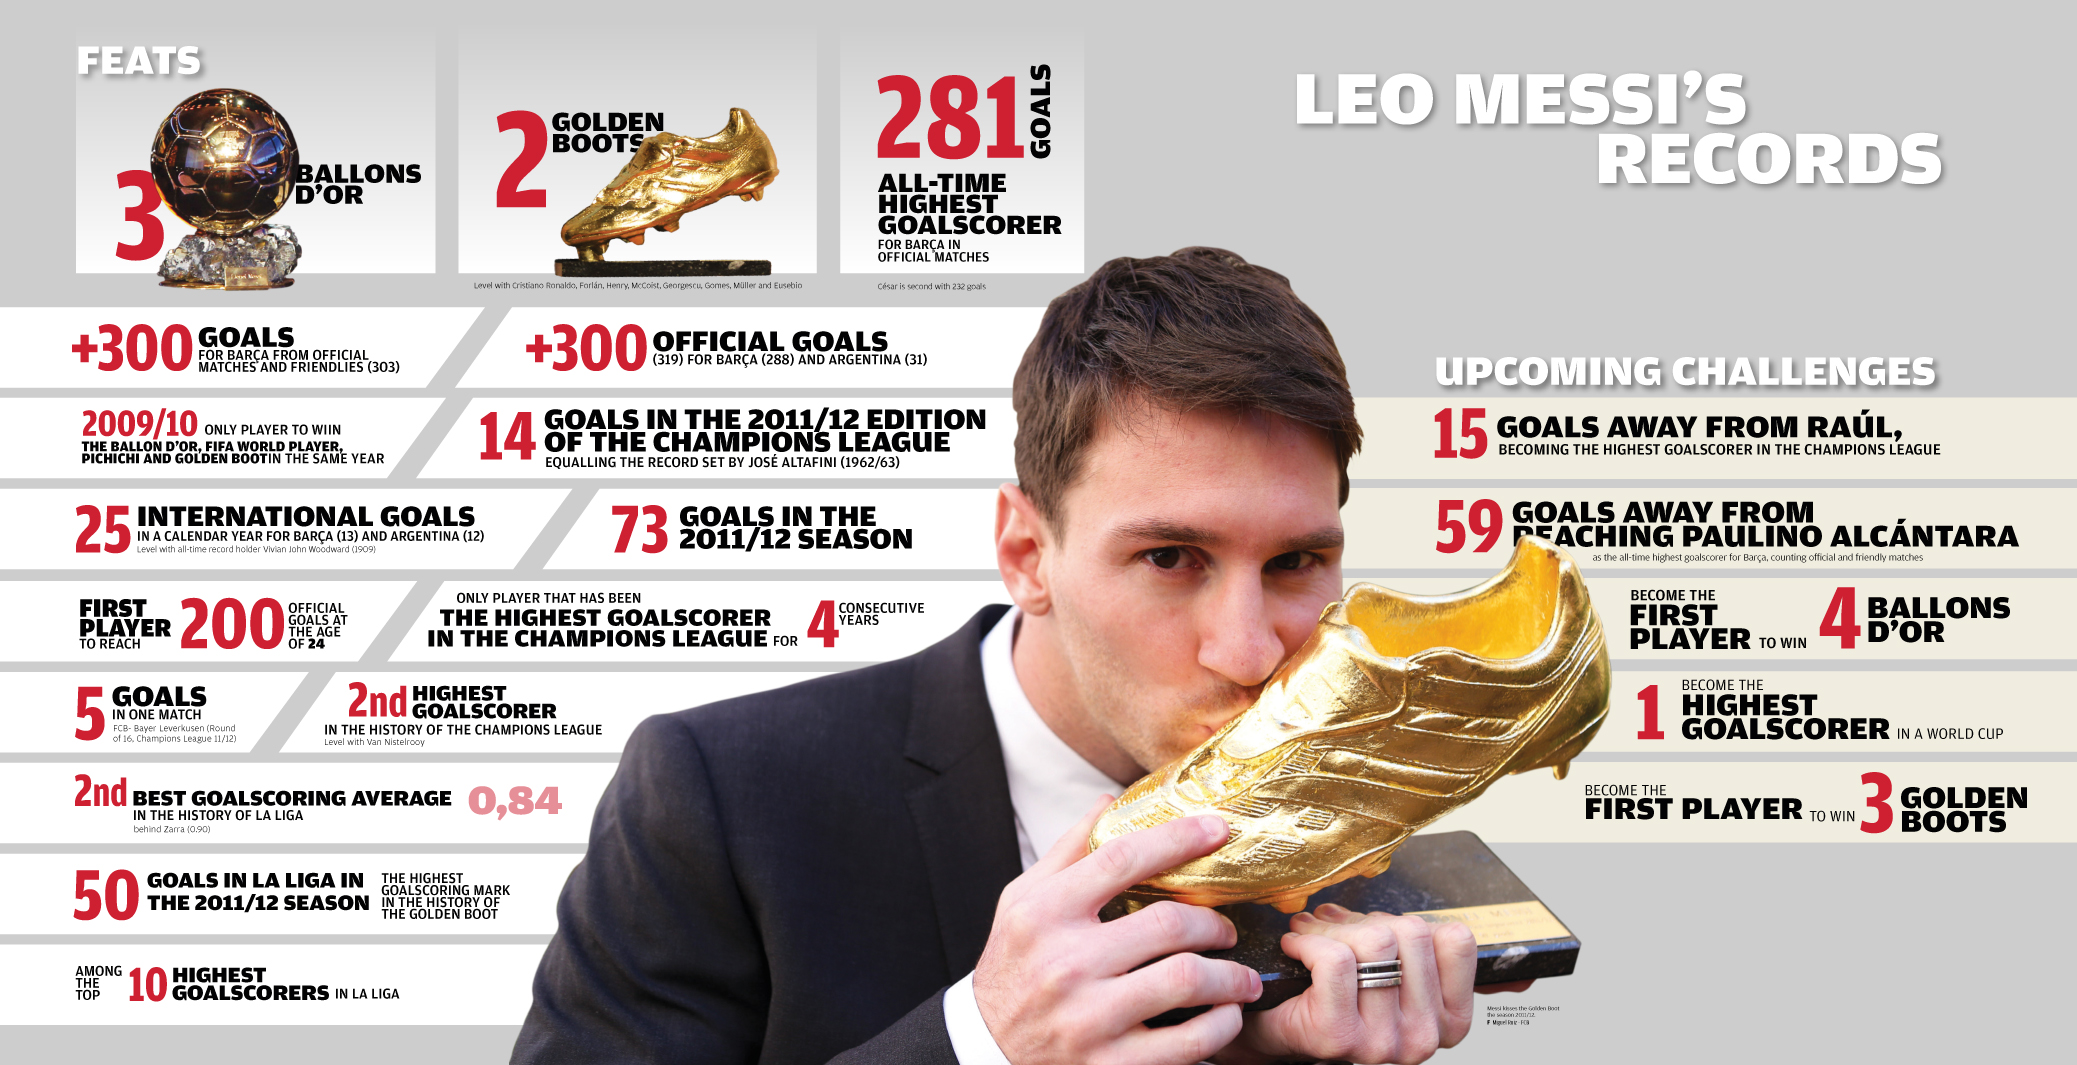 FEATS
3
BALLONS
D'OR
2
GOLDEN
BOOTS
Level with Cristiano Ronaldo, Forlán, Henry, McCoist, Georgescu, Gomes, Müller and Eusebio
281
GOALS
ALL-TIME
HIGHEST
GOALSCORER
FOR BARÇA IN
OFFICIAL MATCHES
César is second with 232 goals
LEO MESSI'S
RECORDS
+300 GOALS
FOR BARÇA FROM OFFICIAL
MATCHES AND FRIENDLIES (303)
+300 OFFICIAL GOALS
(319) FOR BARÇA (288) AND ARGENTINA (31)
2009/10 ONLY PLAYER TO WIIN
THE BALLON D'OR, FIFA WORLD PLAYER,
PICHICHI AND GOLDEN BOOTIN THE SAME YEAR
14 GOALS IN THE 2011/12 EDITION
OF THE CHAMPIONS LEAGUE
EQUALLING THE RECORD SET BY JOSÉ ALTAFINI (1962/63)
25 INTERNATIONAL GOALS
IN A CALENDAR YEAR FOR BARÇA (13) AND ARGENTINA (12)
Level with all-time record holder Vivian John Woodward (1909)
73 GOALS IN THE
2011/12 SEASON
FIRST
PLAYER
TO REACH
200
OFFICIAL
GOALS AT
THE AGE
OF 24
ONLY PLAYER THAT HAS BEEN
THE HIGHEST GOALSCORER
IN THE CHAMPIONS LEAGUE FOR
4 CONSECUTIVE
YEARS
5 GOALS
IN ONE MATCH
FCB- Bayer Leverkusen (Round
of 16, Champions League 11/12)
2nd HIGHEST
GOALSCORER
IN THE HISTORY OF THE CHAMPIONS LEAGUE
Level with Van Nistelrooy
2nd BEST GOALSCORING AVERAGE 0,84
IN THE HISTORY OF LA LIGA
behind Zarra (0.90)
50 GOALS IN LA LIGA IN
THE 2011/12 SEASON
THE HIGHEST
GOALSCORING MARK
IN THE HISTORY OF
THE GOLDEN BOOT
AMONG
THE
TOP
10 HIGHEST
GOALSCORERS IN LA LIGA
UPCOMING CHALLENGES
15 GOALS AWAY FROM RAÚL,
BECOMING THE HIGHEST GOALSCORER IN THE CHAMPIONS LEAGUE
59 GOALS AWAY FROM
REACHING PAULINO ALCÁNTARA
as the all-time highest goalscorer for Barça, counting official and friendly matches
BECOME THE
FIRST
PLAYER TO WIN
4 BALLONS
D'OR
1 BECOME THE
HIGHEST
GOALSCORER IN A WORLD CUP
BECOME THE
FIRST PLAYER TO WIN
3 GOLDEN
BOOTS
Messi kisses the Golden Boot
the season 2011/12.
F Miguel Ruiz - FCB